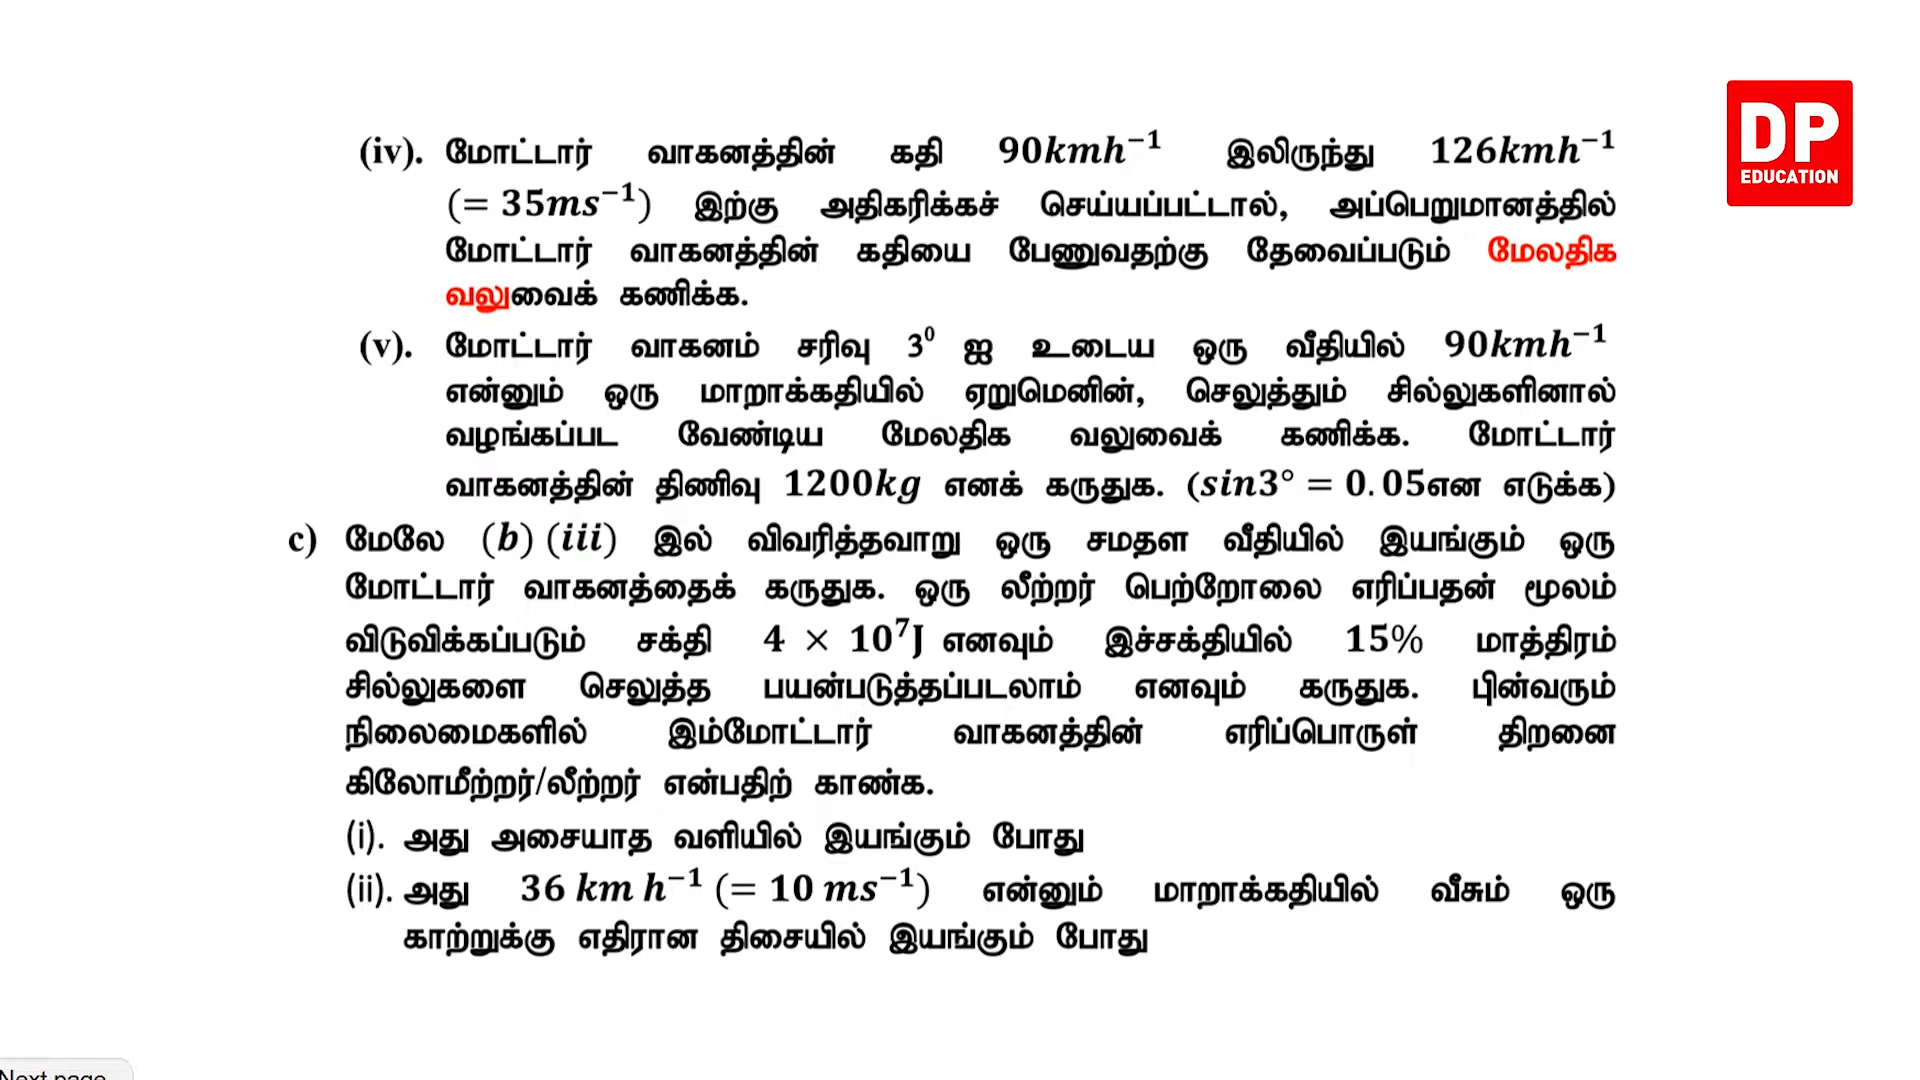 DP
EDUCATION
(iv). மோட்டார் வாகனத்தின் கதி 90kmh⁻¹ இலிருந்து 126kmh⁻¹
(= 35ms⁻¹) இற்கு அதிகரிக்கச் செய்யப்பட்டால், அப்பெறுமானத்தில்
மோட்டார் வாகனத்தின் கதியை பேணுவதற்கு தேவைப்படும் மேலதிக
வலுவைக் கணிக்க.
(v). மோட்டார் வாகனம் சரிவு 3⁰ ஐ உடைய ஒரு வீதியில் 90kmh⁻¹
என்னும் ஒரு மாறாக்கதியில் ஏறுமெனின், செலுத்தும் சில்லுகளினால்
வழங்கப்பட வேண்டிய மேலதிக வலுவைக் கணிக்க. மோட்டார்
வாகனத்தின் திணிவு 1200kg எனக் கருதுக. (sin3° = 0.05என எடுக்க)
c) மேலே (b) (iii) இல் விவரித்தவாறு ஒரு சமதள வீதியில் இயங்கும் ஒரு
மோட்டார் வாகனத்தைக் கருதுக. ஒரு லீற்றர் பெற்றோலை எரிப்பதன் மூலம்
விடுவிக்கப்படும் சக்தி 4 × 10⁷J எனவும் இச்சக்தியில் 15% மாத்திரம்
சில்லுகளை செலுத்த பயன்படுத்தப்படலாம் எனவும் கருதுக. பின்வரும்
நிலைமைகளில் இம்மோட்டார் வாகனத்தின் எரிப்பொருள் திறனை
கிலோமீற்றர்/லீற்றர் என்பதிற் காண்க.
(i). அது அசையாத வளியில் இயங்கும் போது
(ii). அது 36 km h⁻¹ (= 10 ms⁻¹) என்னும் மாறாக்கதியில் வீசும் ஒரு
காற்றுக்கு எதிரான திசையில் இயங்கும் போது
Next page